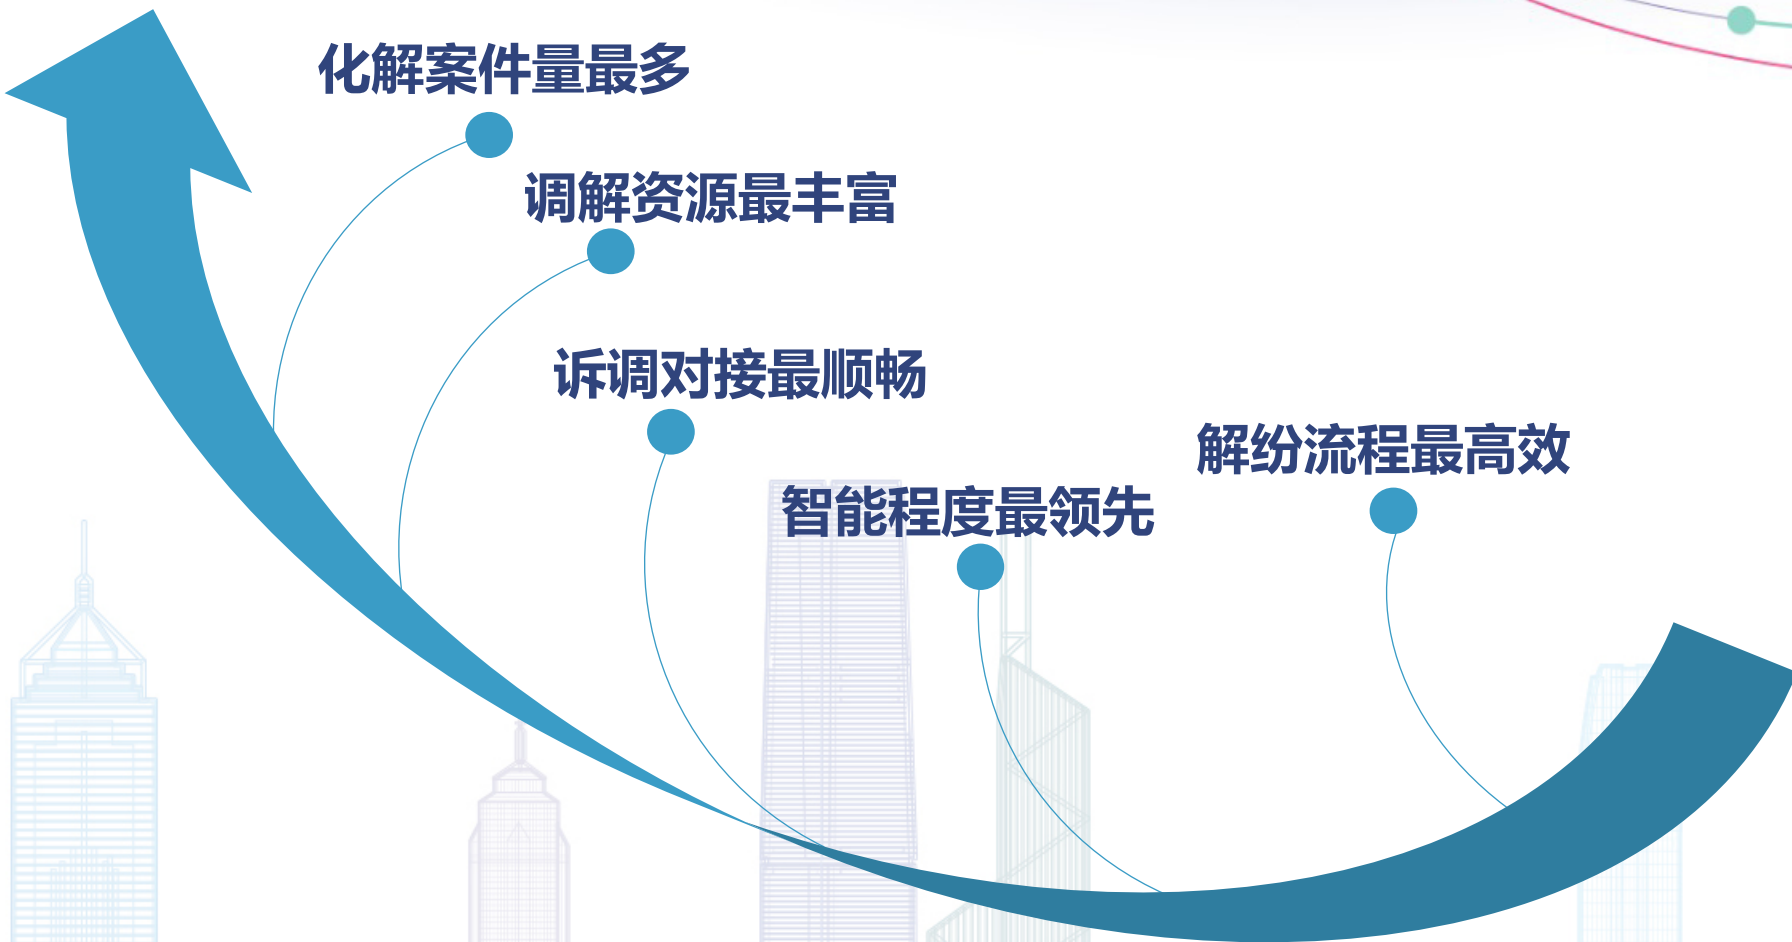 化解案件量最多
调解资源最丰富
诉调对接最顺畅
解纷流程最高效
智能程度最领先